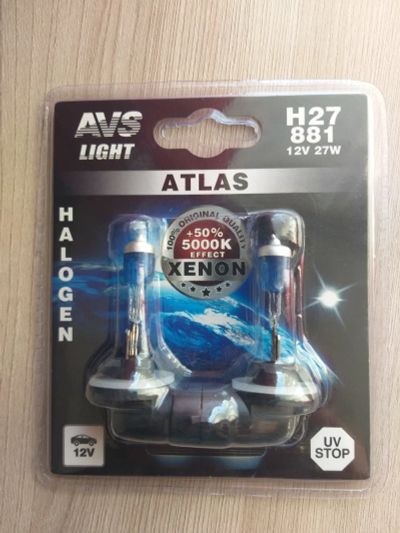 AVS
LIGHT
H27
881
12V 27W
ATLAS
HALOGEN
100% ORIGINAL QUALITY
+50%
5000K
EFFECT
XENON
12V
UV
STOP